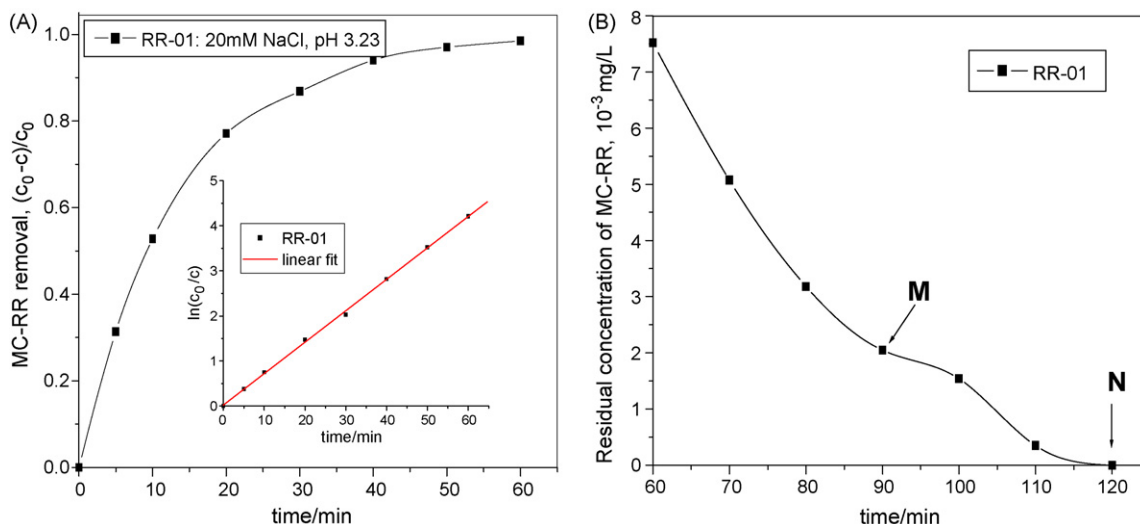 (A)
1.0
0.8
0.6
0.4
0.2
0.0
MC-RR removal, (c₀-c)/c₀
RR-01: 20mM NaCl, pH 3.23
5
4
3
2
1
0
ln(c₀/c)
RR-01
linear fit
0 10 20 30 40 50 60
time/min
0 10 20 30 40 50 60
time/min
(B)
8
7
6
5
4
3
2
1
0
Residual concentration of MC-RR, 10⁻³ mg/L
RR-01
M
N
60 70 80 90 100 110 120
time/min